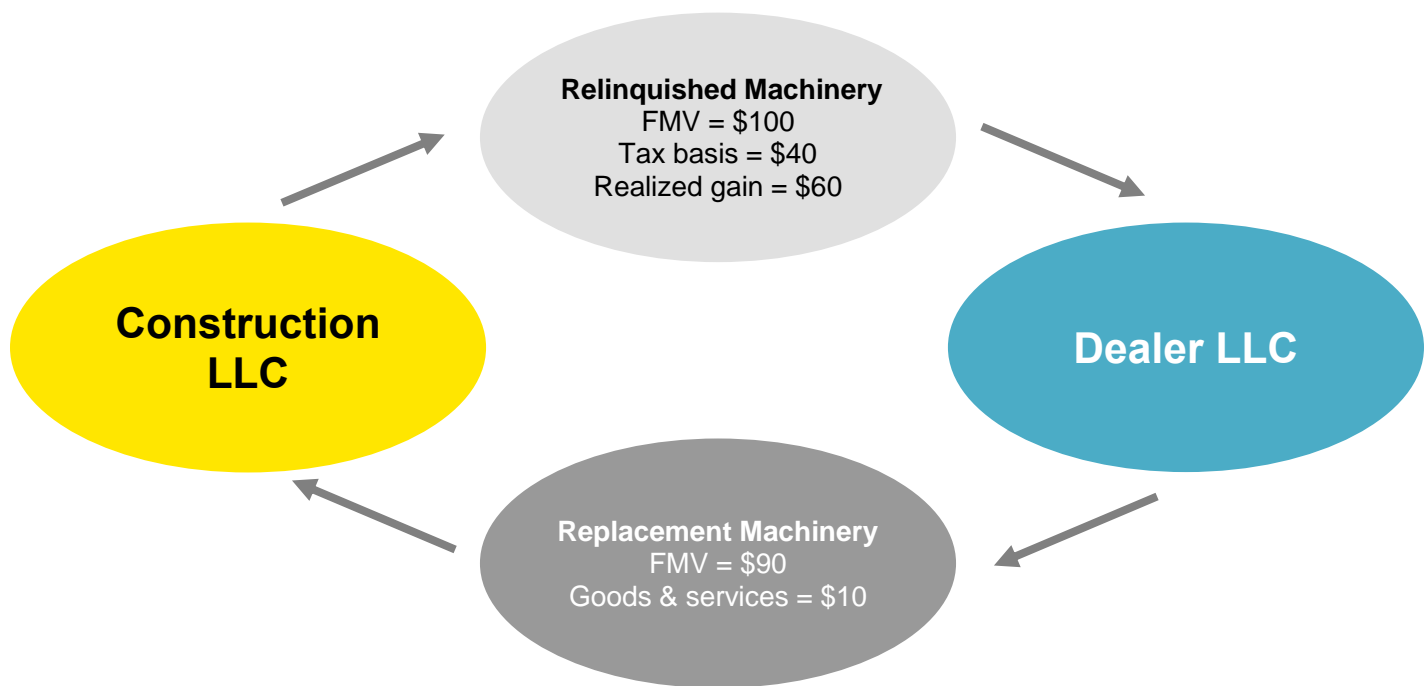 Relinquished Machinery
FMV = $100
Tax basis = $40
Realized gain = $60
Construction
LLC
Dealer LLC
Replacement Machinery
FMV = $90
Goods & services = $10